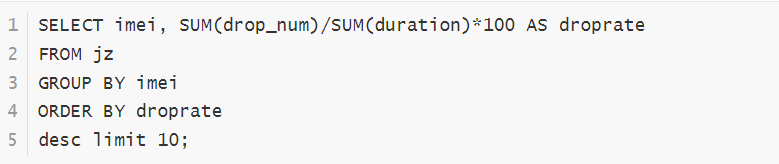 1 SELECT imei, SUM(drop_num)/SUM(duration)*100 AS droprate
2 FROM jz
3 GROUP BY imei
4 ORDER BY droprate
5 desc limit 10;